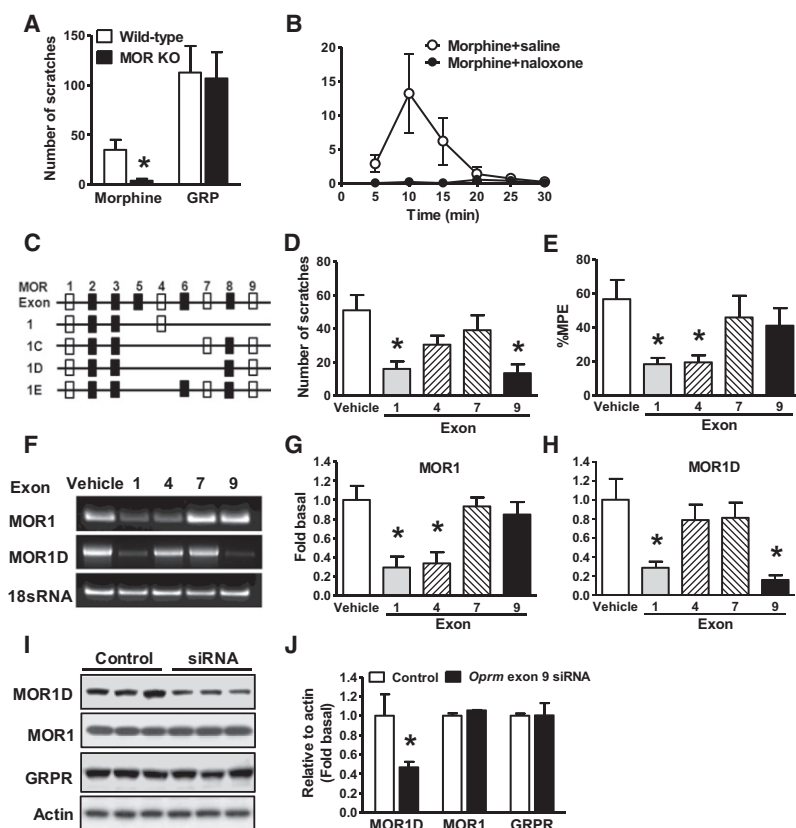 A
Number of scratches
150
100
50
0
Wild-type
MOR KO
*
Morphine GRP
B
Morphine+saline
Morphine+naloxone
20
15
10
5
0
0 5 10 15 20 25 30
Time (min)
C
MOR 1 2 3 5 4 6 7 8 9
Exon
1
1C
1D
1E
D
Number of scratches
80
60
40
20
0
* *
Vehicle 1 4 7 9
Exon
E
%MPE
80
60
40
20
0
* *
Vehicle 1 4 7 9
Exon
F
Exon Vehicle 1 4 7 9
MOR1
MOR1D
18sRNA
G
MOR1
Fold basal
1.4
1.2
1.0
0.8
0.6
0.4
0.2
0.0
* *
Vehicle 1 4 7 9
Exon
H
MOR1D
1.4
1.2
1.0
0.8
0.6
0.4
0.2
0.0
* *
Vehicle 1 4 7 9
Exon
I
Control siRNA
MOR1D
MOR1
GRPR
Actin
J
Control Oprm exon 9 siRNA
Relative to actin
(Fold basal)
1.4
1.2
1.0
0.8
0.6
0.4
0.2
0.0
*
MOR1D MOR1 GRPR